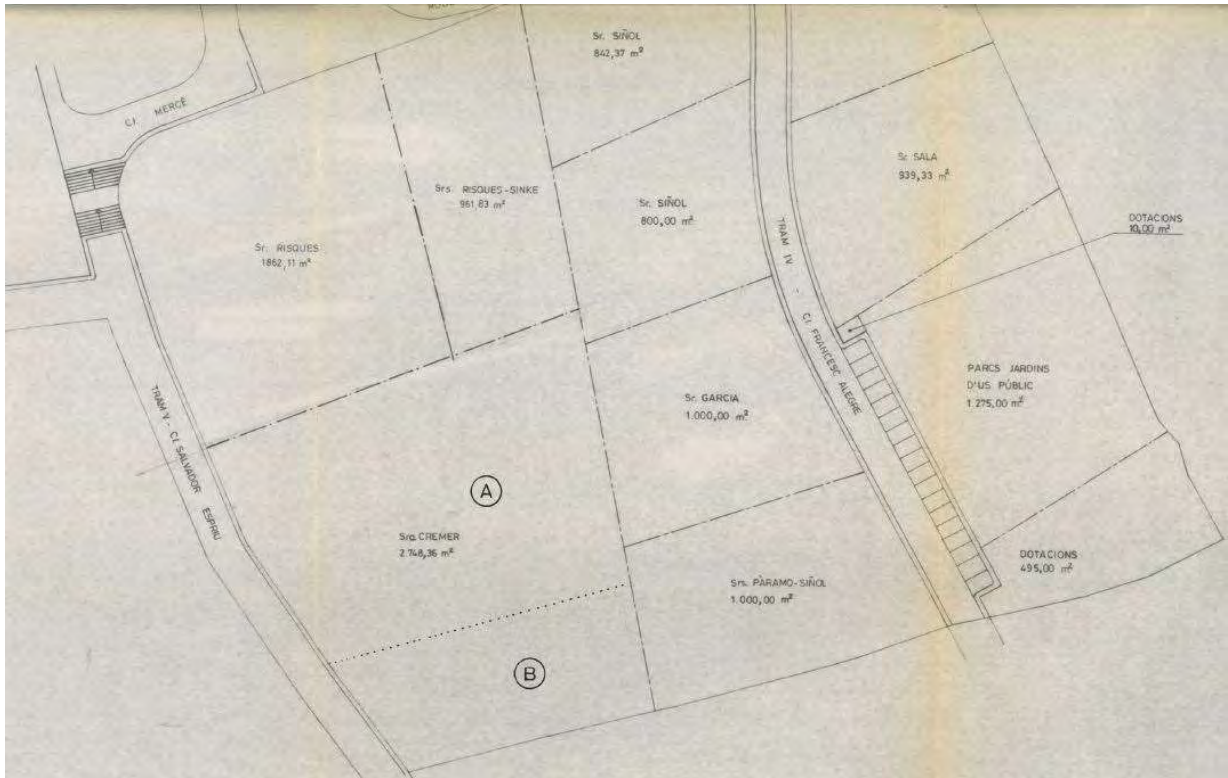 Sr. SIÑOL
842,37 m²
C/. MERCÈ
Sr. SALA
939,33 m²
Srs. RISQUES-SINKE
961,83 m²
Sr. SIÑOL
800,00 m²
DOTACIONS
10,00 m²
Sr. RISQUES
1862,11 m²
TRAM IV - C/. FRANCESC ALEGRE
PARCS JARDINS
D'US PÚBLIC
1 275,00 m²
TRAM V - C/. SALVADOR ESPRIU
Sr. GARCIA
1.000,00 m²
A
Sra. CREMER
2.748,36 m²
DOTACIONS
495,00 m²
Srs. PÀRAMO-SIÑOL
1.000,00 m²
B